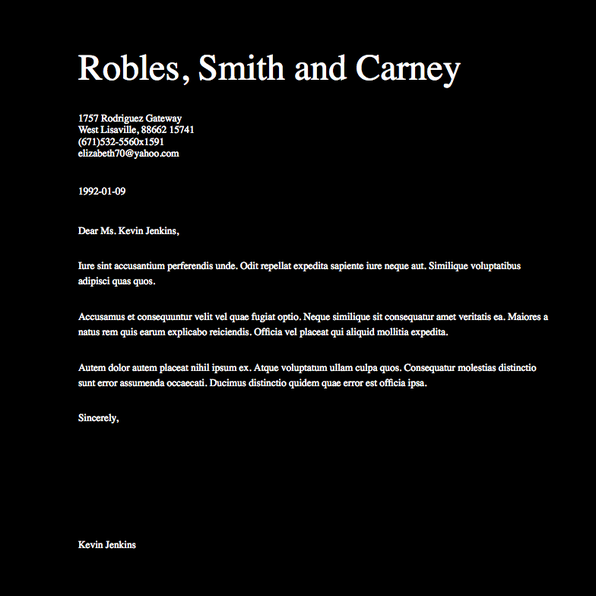 Robles, Smith and Carney
1757 Rodriguez Gateway
West Lisaville, 88662 15741
(671)532-5560x1591
elizabeth70@yahoo.com
1992-01-09
Dear Ms. Kevin Jenkins,
Iure sint accusantium perferendis unde. Odit repellat expedita sapiente iure neque aut. Similique voluptatibus
adipisci quas quos.
Accusamus et consequuntur velit vel quae fugiat optio. Neque similique sit consequatur amet veritatis ea. Maiores a
natus rem quis earum explicabo reiciendis. Officia vel placeat qui aliquid mollitia expedita.
Autem dolor autem placeat nihil ipsum ex. Atque voluptatum ullam culpa quos. Consequatur molestias distinctio
sunt error assumenda occaecati. Ducimus distinctio quidem quae error est officia ipsa.
Sincerely,
Kevin Jenkins